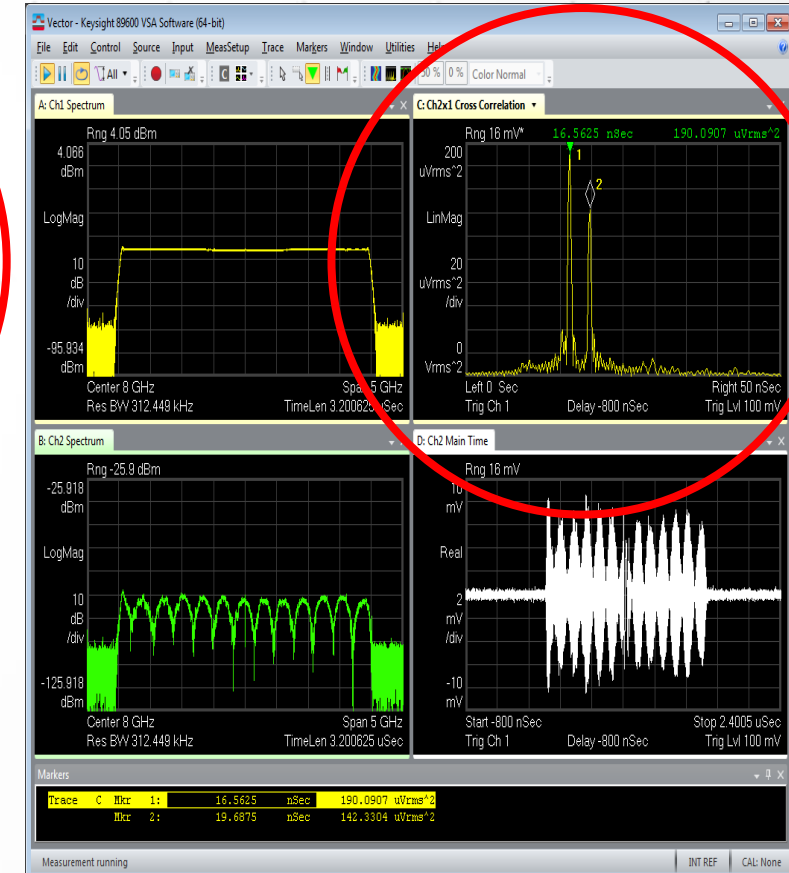 Vector - Keysight 89600 VSA Software (64-bit)
File Edit Control Source Input MeasSetup Trace Markers Window Utilities Help
All 50 % 0 % Color Normal
A: Ch1 Spectrum
Rng 4.05 dBm
4.066
dBm
LogMag
10
dB
/div
-95.934
dBm
Center 8 GHz Span 5 GHz
Res BW 312.449 kHz TimeLen 3.200625 uSec
C: Ch2x1 Cross Correlation
Rng 16 mV* 16.5625 nSec 190.0907 uVrms^2
200
uVrms^2
1
2
LinMag
20
uVrms^2
/div
0
Vrms^2
Left 0 Sec Right 50 nSec
Trig Ch 1 Delay -800 nSec Trig Lvl 100 mV
B: Ch2 Spectrum
Rng -25.9 dBm
-25.918
dBm
LogMag
10
dB
/div
-125.918
dBm
Center 8 GHz Span 5 GHz
Res BW 312.449 kHz TimeLen 3.200625 uSec
D: Ch2 Main Time
Rng 16 mV
10
mV
Real
2
mV
/div
-10
mV
Start -800 nSec Stop 2.4005 uSec
Trig Ch 1 Delay -800 nSec Trig Lvl 100 mV
Markers
Trace C Mkr 1: 16.5625 nSec 190.0907 uVrms^2
Mkr 2: 19.6875 nSec 142.3304 uVrms^2
Measurement running INT REF CAL: None